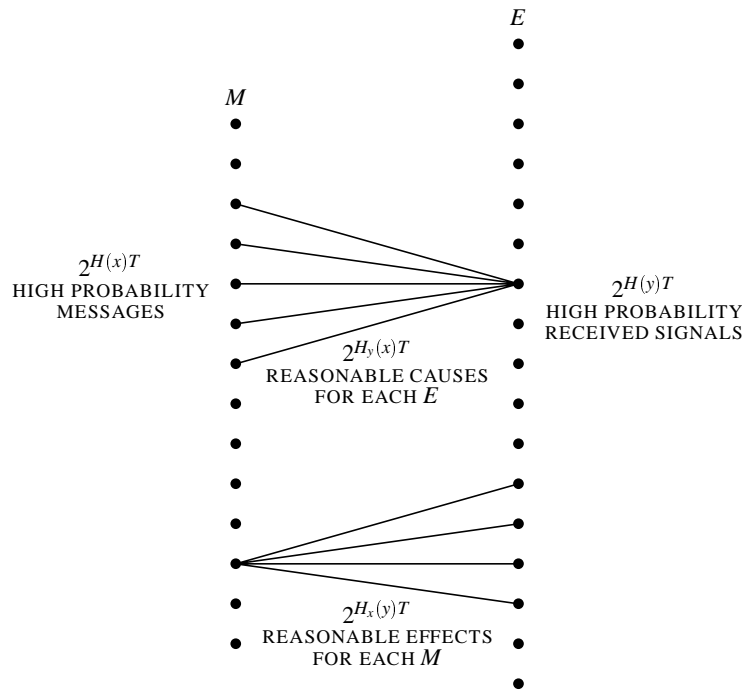 E
M
2^{H(x)T}
HIGH PROBABILITY
MESSAGES
2^{H(y)T}
HIGH PROBABILITY
RECEIVED SIGNALS
2^{H_y(x)T}
REASONABLE CAUSES
FOR EACH E
2^{H_x(y)T}
REASONABLE EFFECTS
FOR EACH M